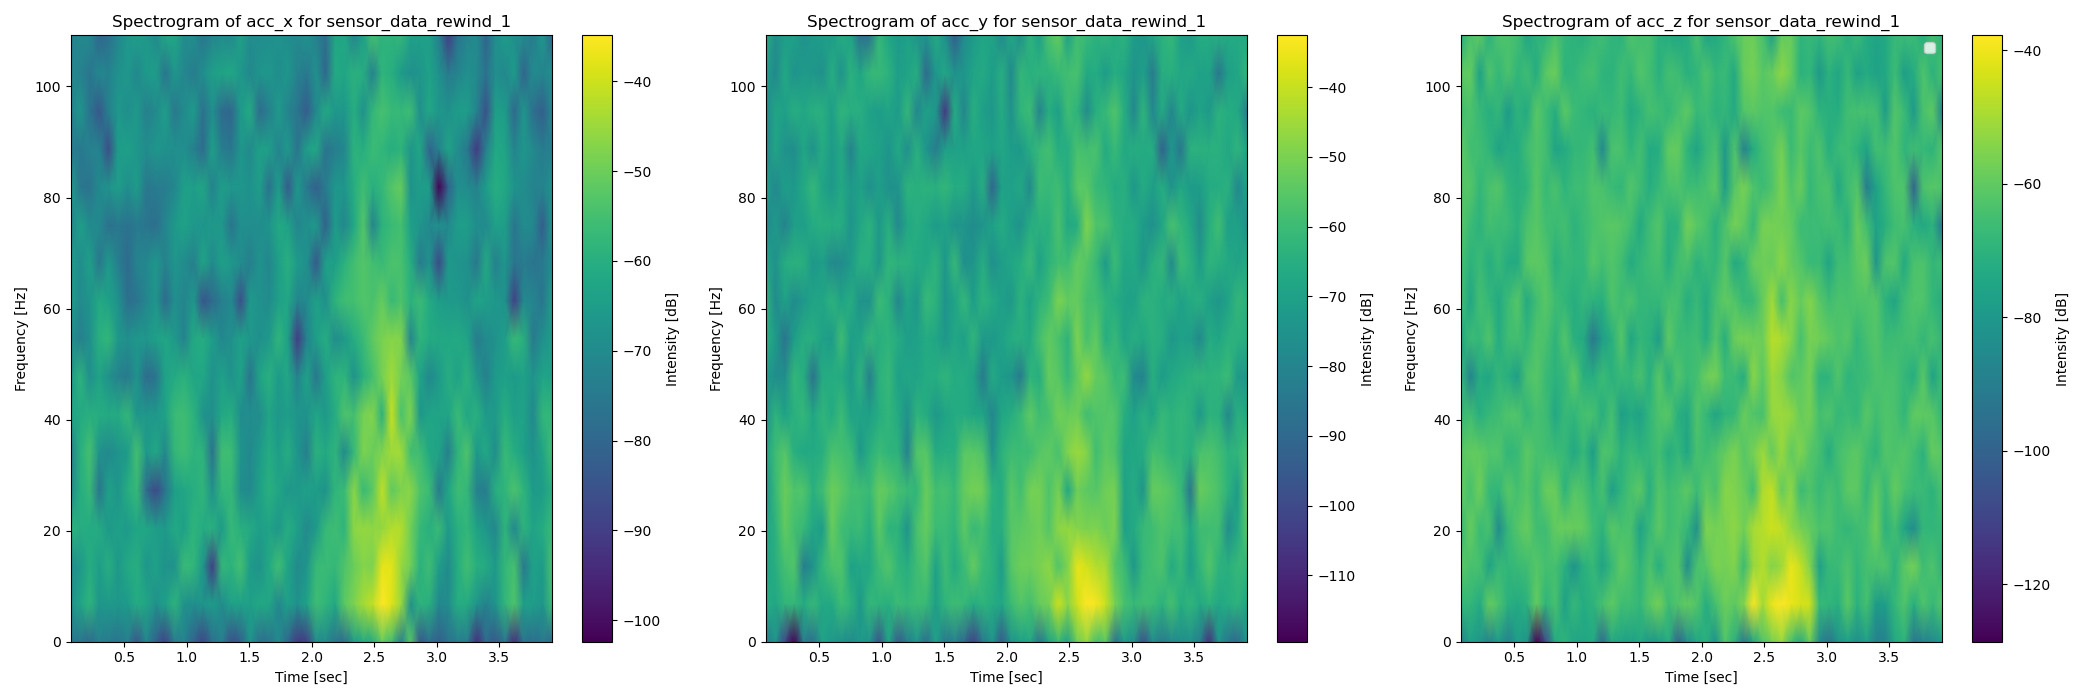 Spectrogram of acc_x for sensor_data_rewind_1
Frequency [Hz]
100
80
60
40
20
0
0.5 1.0 1.5 2.0 2.5 3.0 3.5
Time [sec]
−40
−50
−60
−70
−80
−90
−100
Intensity [dB]
Spectrogram of acc_y for sensor_data_rewind_1
Frequency [Hz]
100
80
60
40
20
0
0.5 1.0 1.5 2.0 2.5 3.0 3.5
Time [sec]
−40
−50
−60
−70
−80
−90
−100
−110
Intensity [dB]
Spectrogram of acc_z for sensor_data_rewind_1
Frequency [Hz]
100
80
60
40
20
0
0.5 1.0 1.5 2.0 2.5 3.0 3.5
Time [sec]
−40
−60
−80
−100
−120
Intensity [dB]